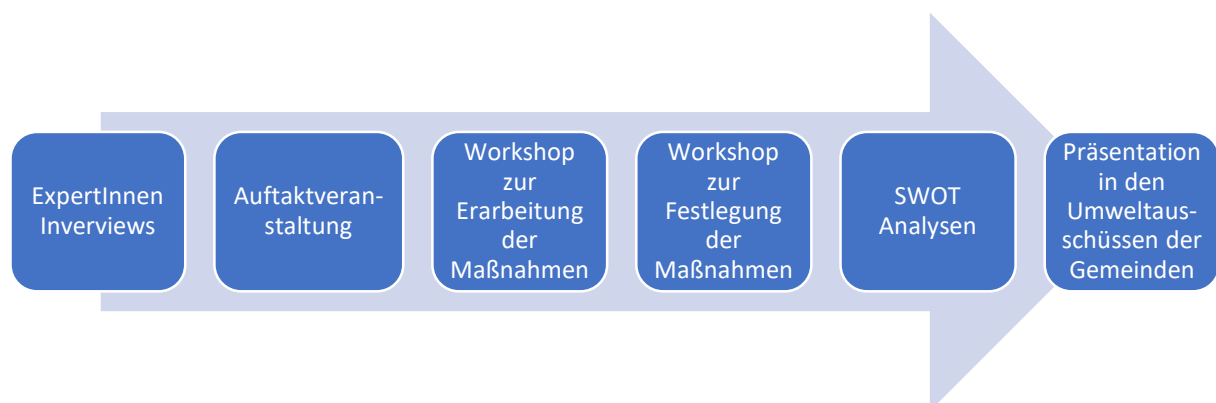 ExpertInnen
Inverviews
Auftaktveran-
staltung
Workshop
zur
Erarbeitung
der
Maßnahmen
Workshop
zur
Festlegung
der
Maßnahmen
SWOT
Analysen
Präsentation
in den
Umweltaus-
schüssen der
Gemeinden